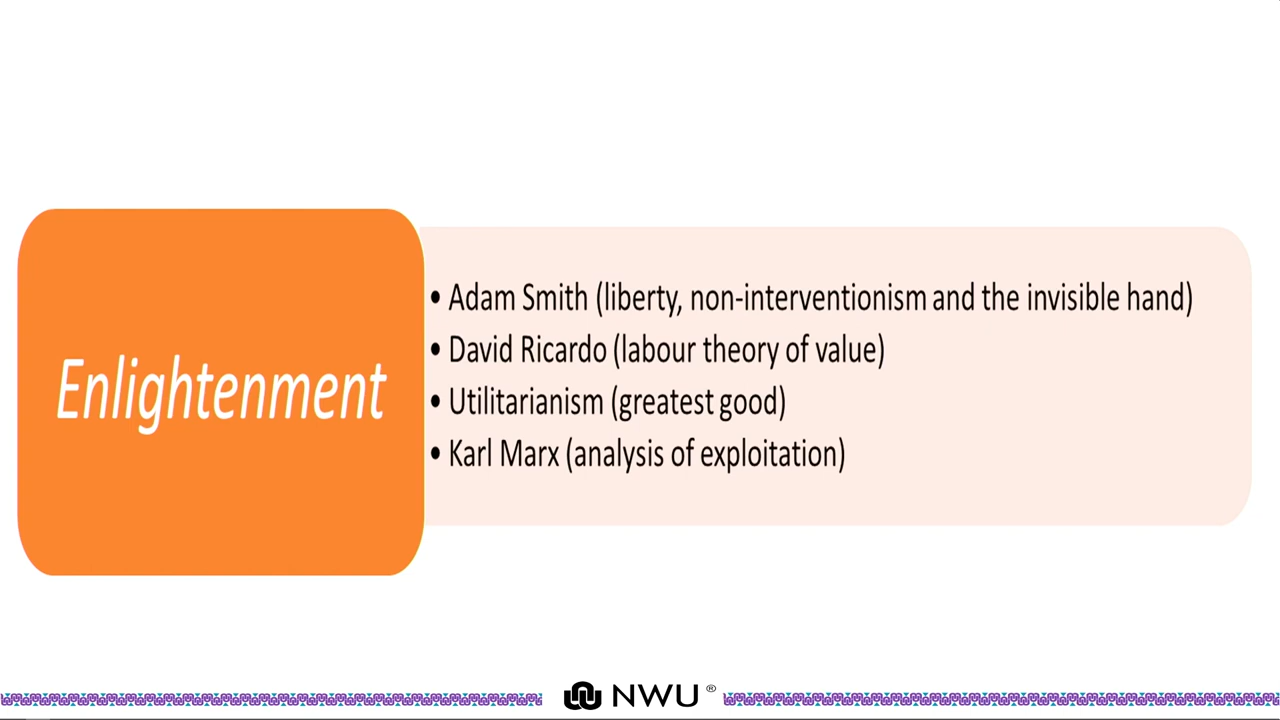 Enlightenment
• Adam Smith (liberty, non-interventionism and the invisible hand)
• David Ricardo (labour theory of value)
• Utilitarianism (greatest good)
• Karl Marx (analysis of exploitation)
NWU®